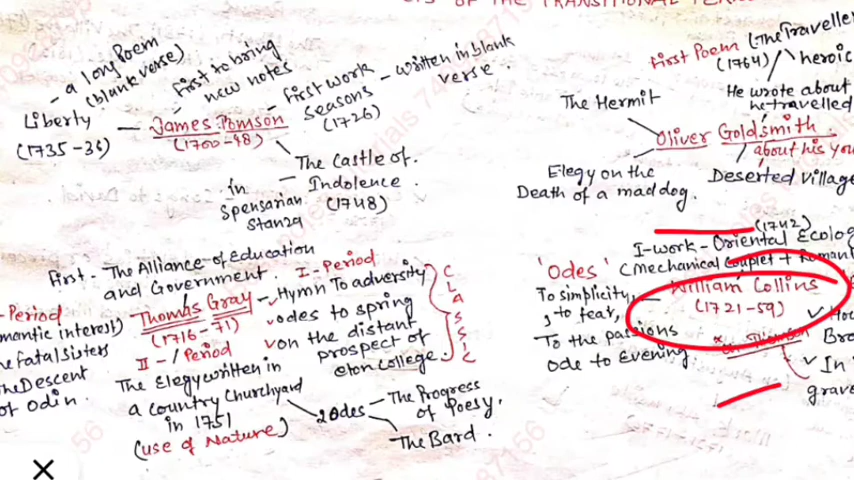 OF THE TRANSITIONAL
- a long Poem
(blank verse)
Liberty
(1735-36)
first to bring
new notes
James Tomson
(1700-48)
first work
Seasons
(1726)
- written in blank
verse.
The Castle of
Indolence
(1748)
in
Spensarian
Stanza
First - The Alliance of Education
and Government.
Thomas Gray
(1716-71)
I-Period
Hymn To adversity
odes to spring
on the distant
prospect of
eton college.
CLASSIC
-Period
mantic interest)
he fatal Sisters
he Descent
of Odin.
II - Period
The Elegy written in
a country Churchyard
in 1751
(use of Nature)
2 Odes
The Progress
of Poesy,
The Bard.
First Poem (The Traveller
(1764)
heroic
He wrote about
he travelled
The Hermit
Oliver Goldsmith
about his you
Deserted Village
Elegy on the
Death of a mad dog.
(1742)
I-work - Oriental Ecolog
(Mechanical Couplet + Romant
William Collins
(1721-59)
'Odes'
To simplicity,
, to fear,
To the passions
ode to Evening
In
grave